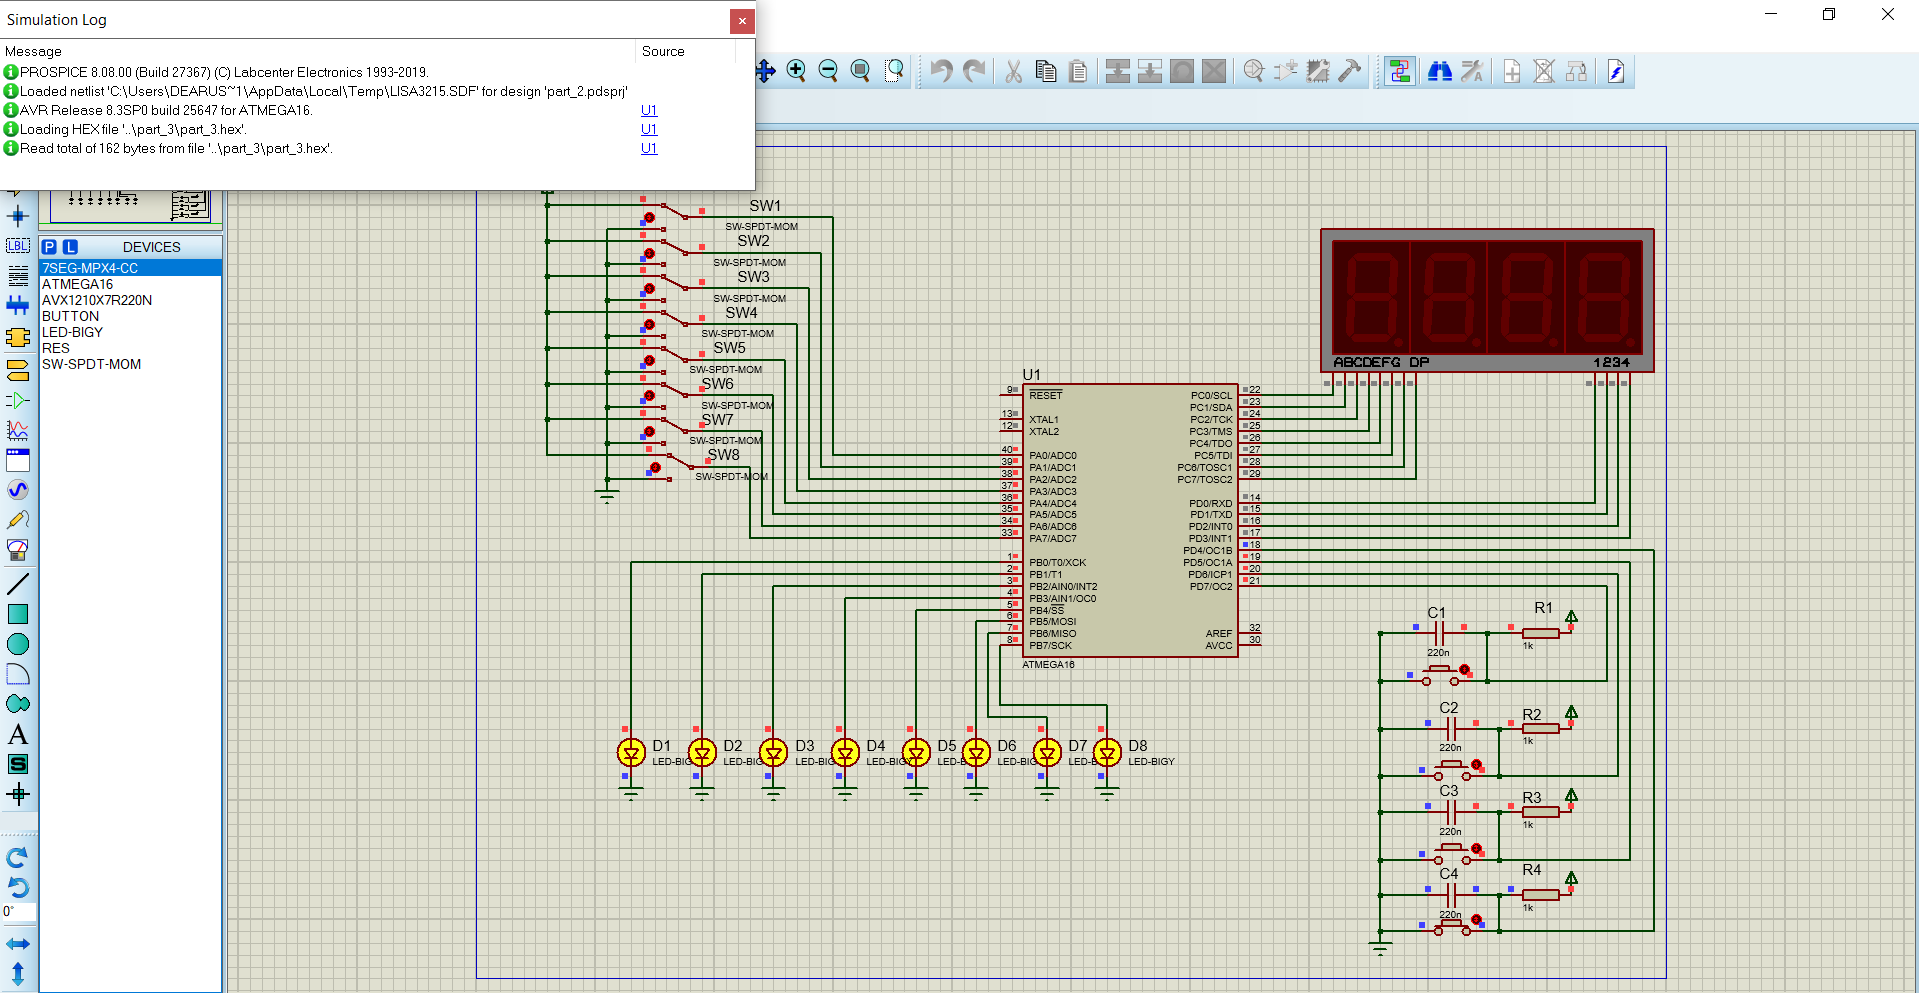 Simulation Log
Message Source
PROSPICE 8.08.00 (Build 27367) (C) Labcenter Electronics 1993-2019.
Loaded netlist 'C:\Users\DEARUS~1\AppData\Local\Temp\LISA3215.SDF' for design 'part_2.pdsprj'
AVR Release 8.3SP0 build 25647 for ATMEGA16. U1
Loading HEX file '..\part_3\part_3.hex'. U1
Read total of 162 bytes from file '..\part_3\part_3.hex'. U1
LBL
P L DEVICES
7SEG-MPX4-CC
ATMEGA16
AVX1210X7R220N
BUTTON
LED-BIGY
RES
SW-SPDT-MOM
A
S
0°
SW1
SW-SPDT-MOM
SW2
SW-SPDT-MOM
SW3
SW-SPDT-MOM
SW4
SW-SPDT-MOM
SW5
SW-SPDT-MOM
SW6
SW-SPDT-MOM
SW7
SW-SPDT-MOM
SW8
SW-SPDT-MOM
ABCDEFG DP 1234
U1
9 RESET PC0/SCL 22
PC1/SDA 23
13 XTAL1 PC2/TCK 24
12 XTAL2 PC3/TMS 25
PC4/TDO 26
40 PA0/ADC0 PC5/TDI 27
39 PA1/ADC1 PC6/TOSC1 28
38 PA2/ADC2 PC7/TOSC2 29
37 PA3/ADC3
36 PA4/ADC4 PD0/RXD 14
35 PA5/ADC5 PD1/TXD 15
34 PA6/ADC6 PD2/INT0 16
33 PA7/ADC7 PD3/INT1 17
PD4/OC1B 18
1 PB0/T0/XCK PD5/OC1A 19
2 PB1/T1 PD6/ICP1 20
3 PB2/AIN0/INT2 PD7/OC2 21
4 PB3/AIN1/OC0
5 PB4/SS
6 PB5/MOSI
7 PB6/MISO AREF 32
8 PB7/SCK AVCC 30
ATMEGA16
C1 R1
220n 1k
C2 R2
220n 1k
C3 R3
220n 1k
C4 R4
220n 1k
D1 D2 D3 D4 D5 D6 D7 D8
LED-BIG LED-BIG LED-BIG LED-BIG LED-B LED-BIG LED-B LED-BIGY